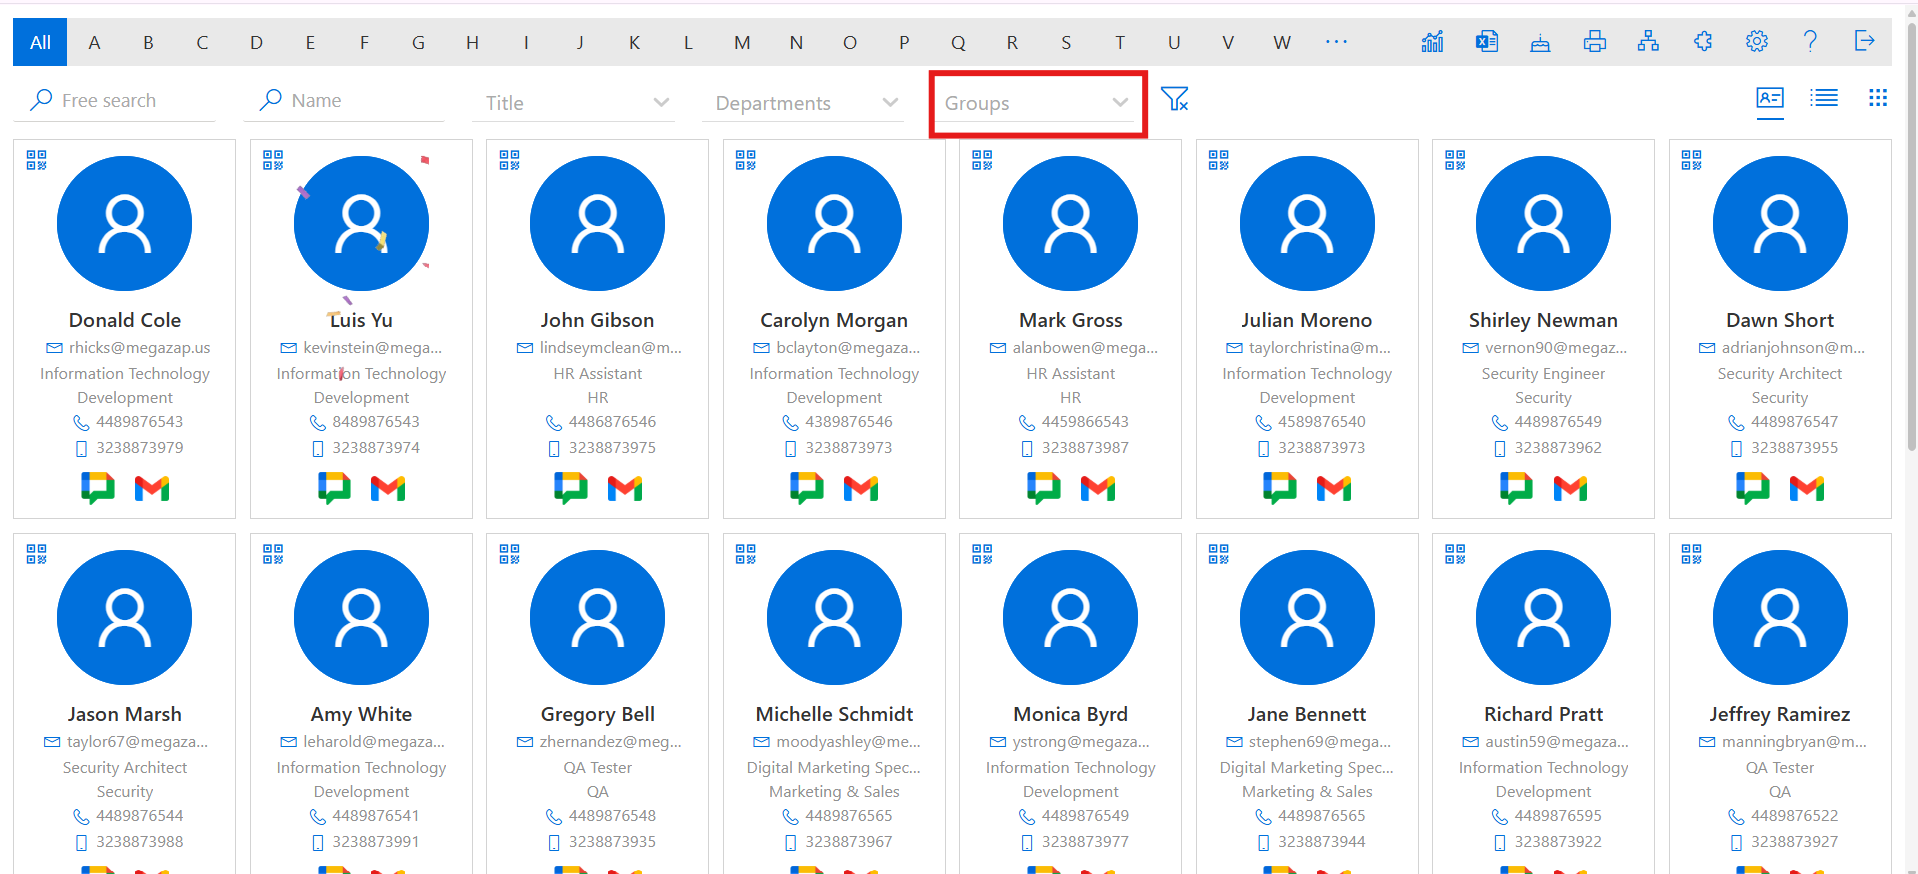 All A B C D E F G H I J K L M N O P Q R S T U V W ...
Free search Name Title Departments Groups
Donald Cole
rhicks@megazap.us
Information Technology
Development
4489876543
3238873979
Luis Yu
kevinstein@mega...
Information Technology
Development
8489876543
3238873974
John Gibson
lindseymclean@m...
HR Assistant
HR
4486876546
3238873975
Carolyn Morgan
bclayton@megaza...
Information Technology
Development
4389876546
3238873973
Mark Gross
alanbowen@mega...
HR Assistant
HR
4459866543
3238873987
Julian Moreno
taylorchristina@m...
Information Technology
Development
4589876540
3238873973
Shirley Newman
vernon90@megaz...
Security Engineer
Security
4489876549
3238873962
Dawn Short
adrianjohnson@m...
Security Architect
Security
4489876547
3238873955
Jason Marsh
taylor67@megaza...
Security Architect
Security
4489876544
3238873988
Amy White
leharold@megaza...
Information Technology
Development
4489876541
3238873991
Gregory Bell
zhernandez@meg...
QA Tester
QA
4489876548
3238873935
Michelle Schmidt
moodyashley@me...
Digital Marketing Spec...
Marketing & Sales
4489876565
3238873967
Monica Byrd
ystrong@megaza...
Information Technology
Development
4489876549
3238873977
Jane Bennett
stephen69@mega...
Digital Marketing Spec...
Marketing & Sales
4489876565
3238873944
Richard Pratt
austin59@megaza...
Information Technology
Development
4489876595
3238873922
Jeffrey Ramirez
manningbryan@m...
QA Tester
QA
4489876522
3238873927